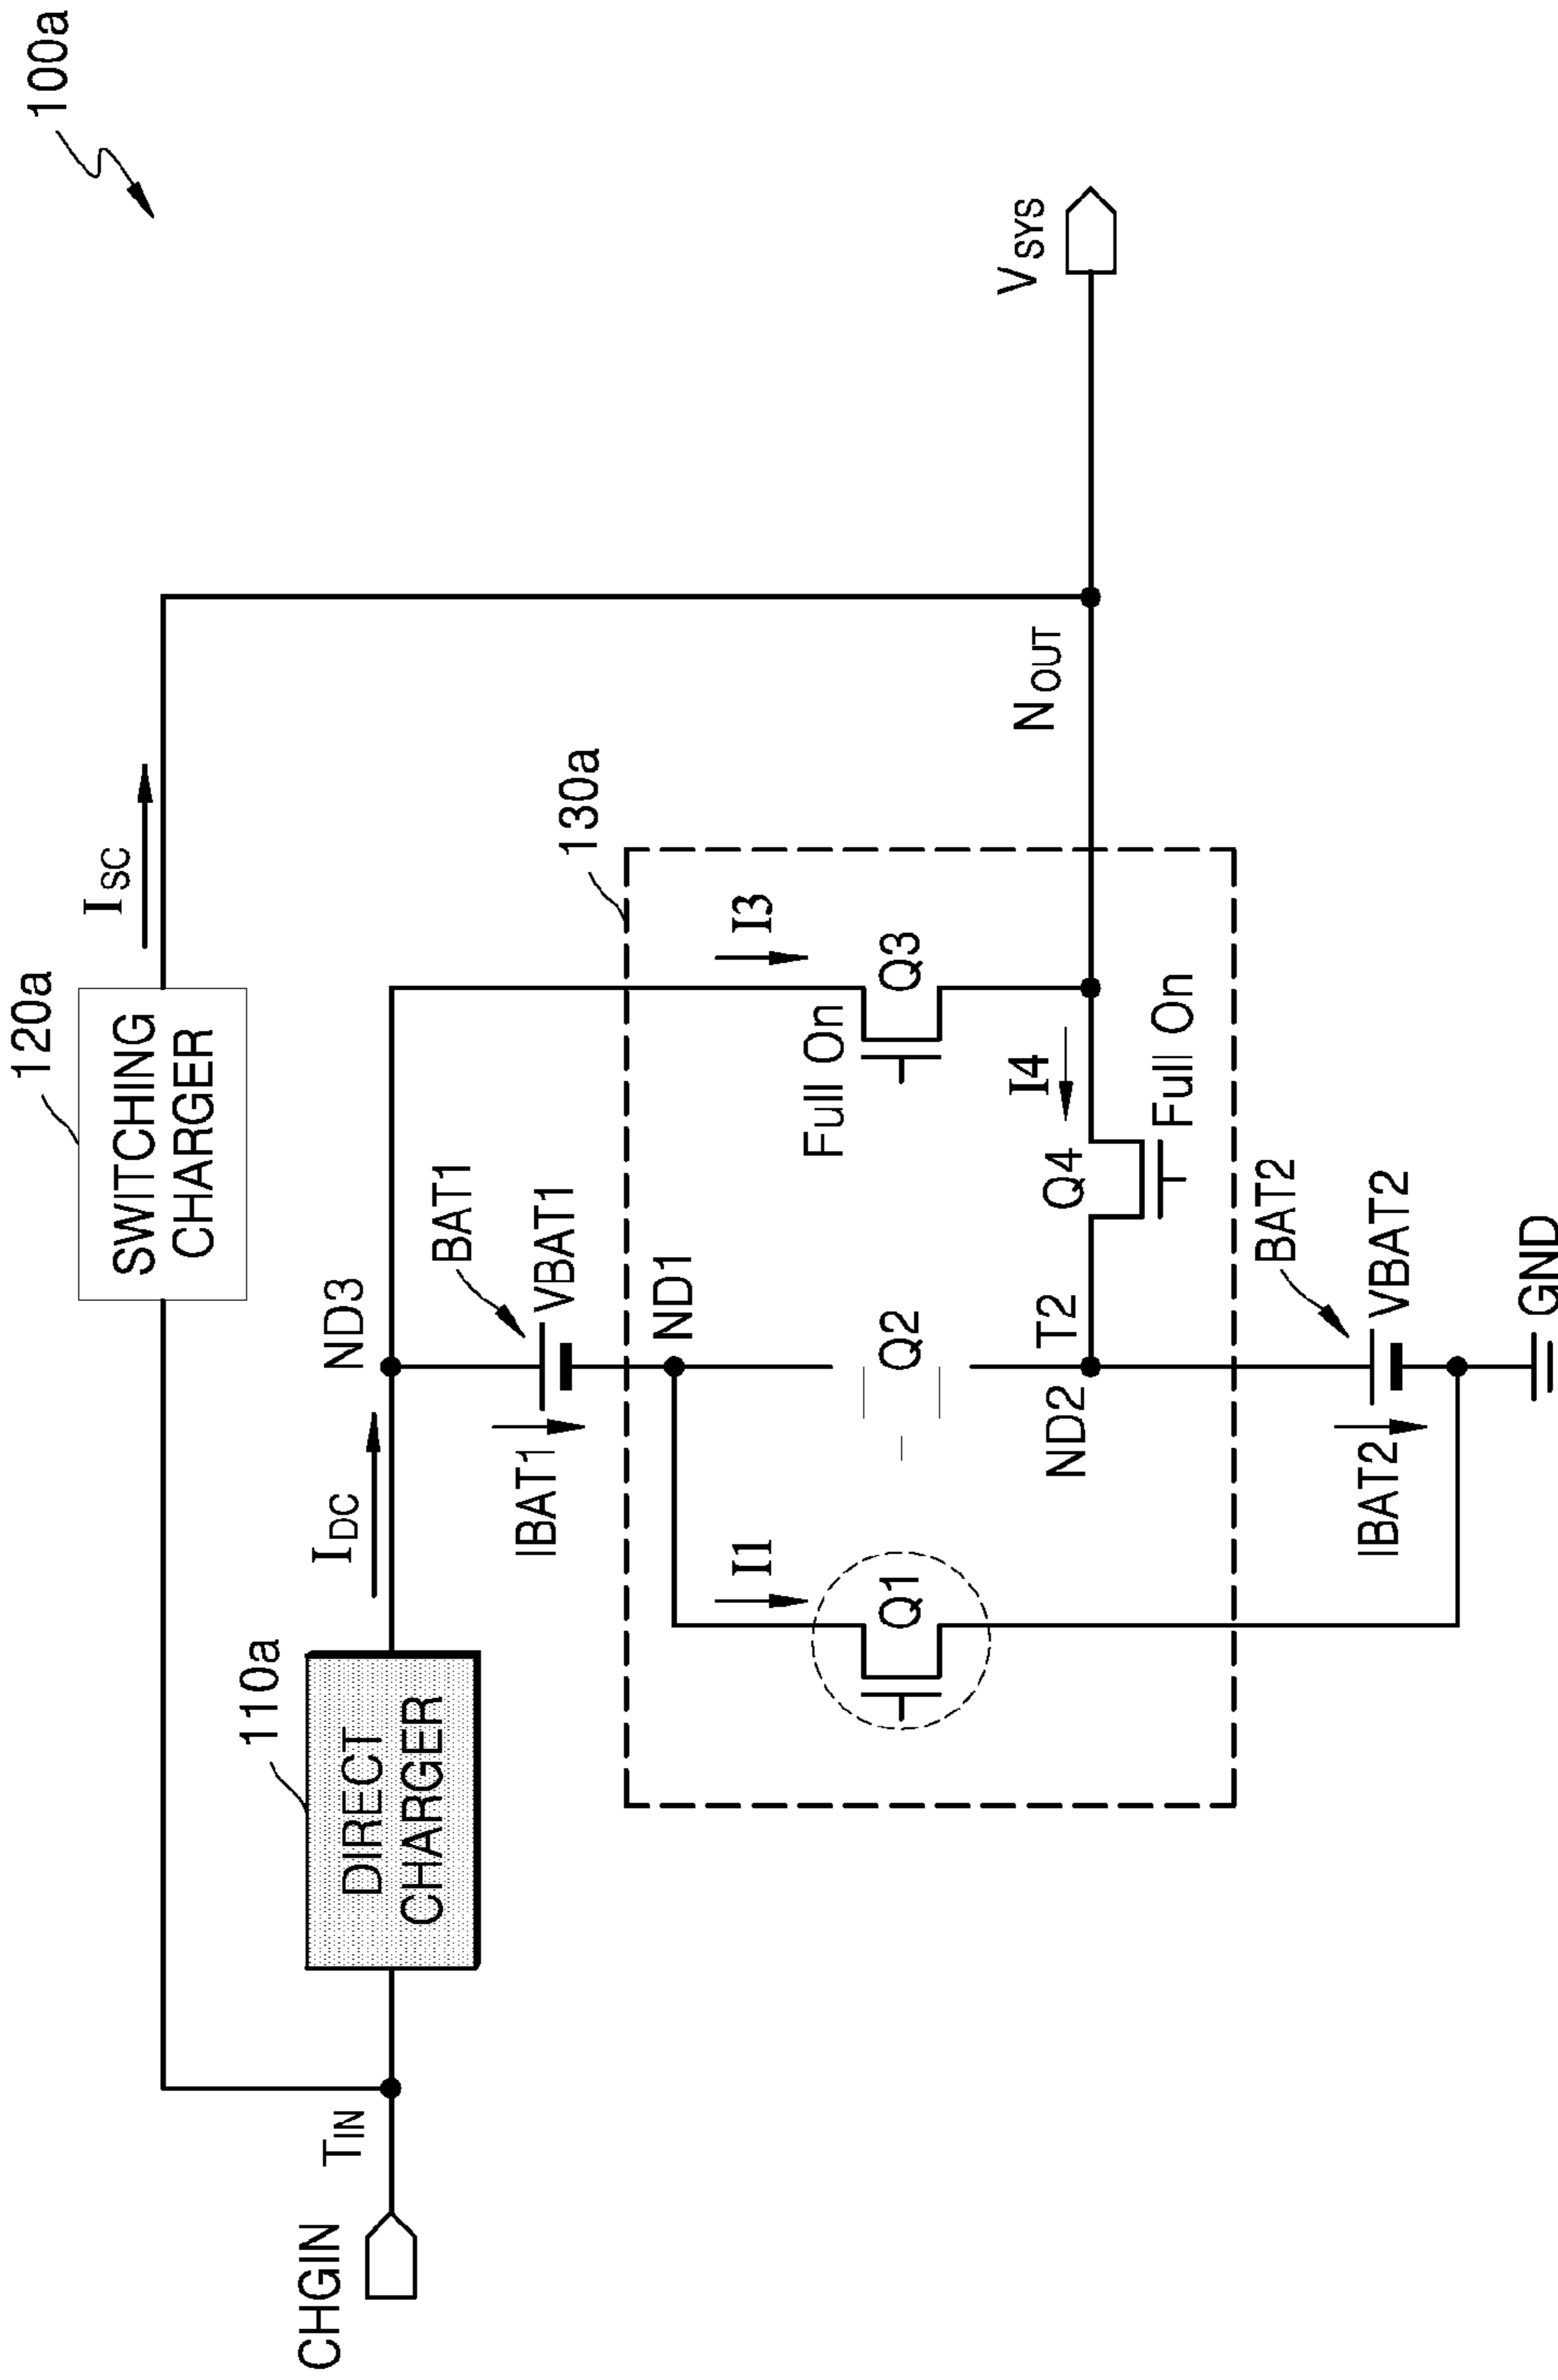 100a
120a
SWITCHING
CHARGER
ISC
110a
DIRECT
CHARGER
IDC
ND3
CHGIN
TIN
BAT1
VBAT1
IBAT1
ND1
130a
I1
I3
Q1
Q2
Q3
Full On
I4
Q4
Full On
ND2
T2
NOUT
VSYS
BAT2
VBAT2
IBAT2
GND